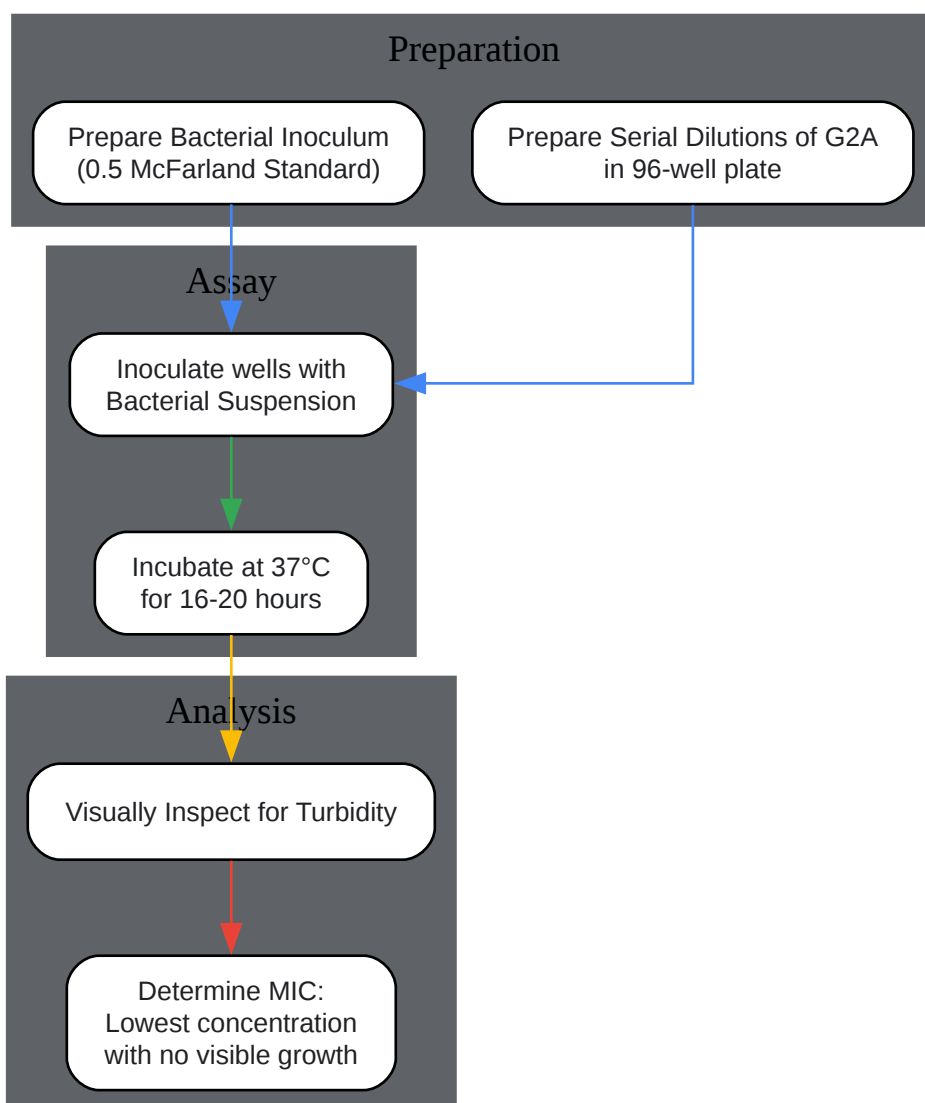 Preparation
Prepare Bacterial Inoculum
(0.5 McFarland Standard)
Prepare Serial Dilutions of G2A
in 96-well plate
Assay
Inoculate wells with
Bacterial Suspension
Incubate at 37°C
for 16-20 hours
Analysis
Visually Inspect for Turbidity
Determine MIC:
Lowest concentration
with no visible growth